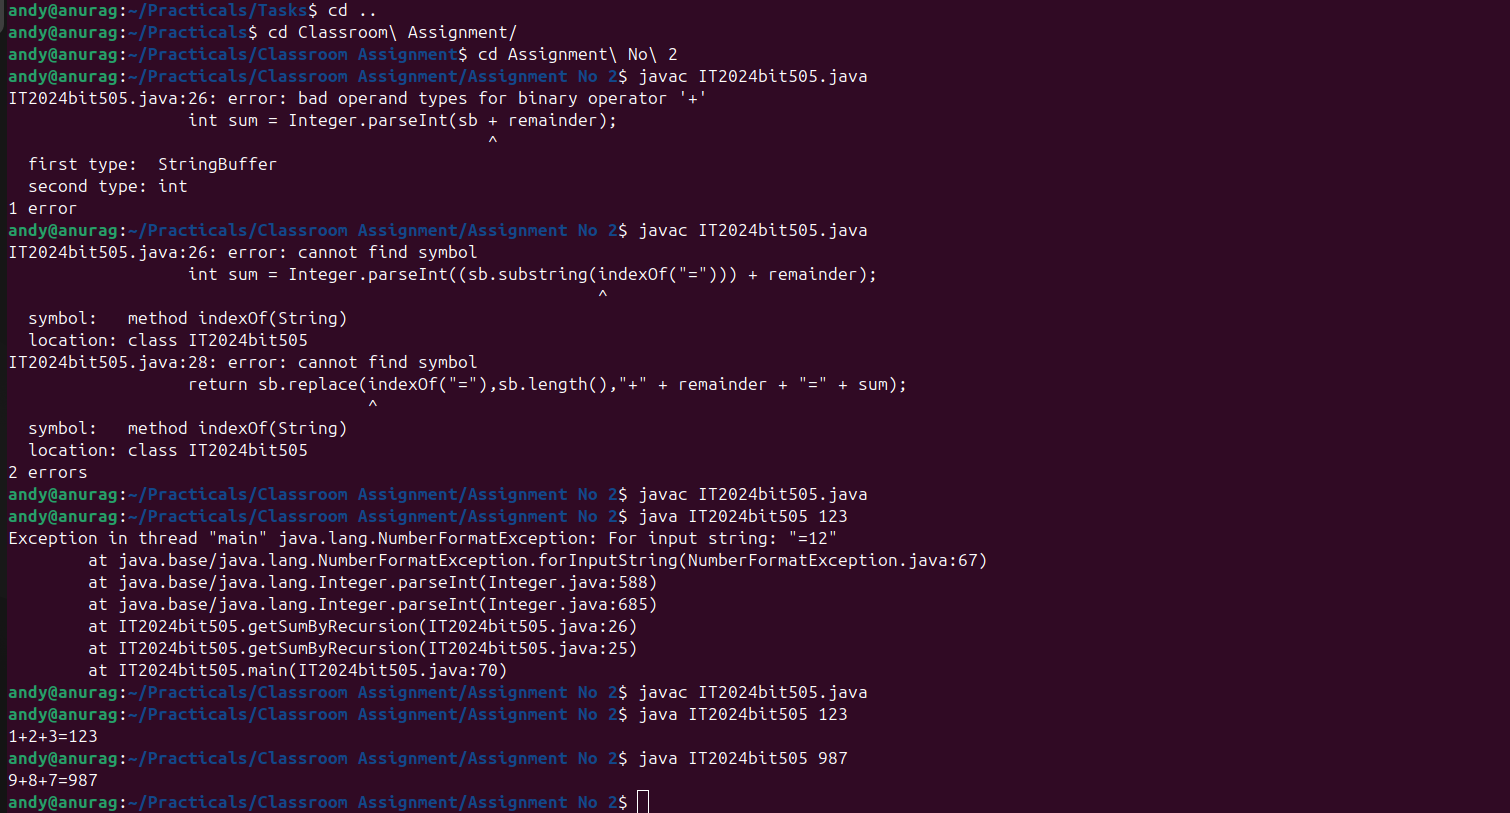 andy@anurag:~/Practicals/Tasks$ cd ..
andy@anurag:~/Practicals$ cd Classroom\ Assignment/
andy@anurag:~/Practicals/Classroom Assignment$ cd Assignment\ No\ 2
andy@anurag:~/Practicals/Classroom Assignment/Assignment No 2$ javac IT2024bit505.java
IT2024bit505.java:26: error: bad operand types for binary operator '+'
                  int sum = Integer.parseInt(sb + remainder);
                                                ^
  first type:  StringBuffer
  second type: int
1 error
andy@anurag:~/Practicals/Classroom Assignment/Assignment No 2$ javac IT2024bit505.java
IT2024bit505.java:26: error: cannot find symbol
                  int sum = Integer.parseInt((sb.substring(indexOf("="))) + remainder);
                                                           ^
  symbol:   method indexOf(String)
  location: class IT2024bit505
IT2024bit505.java:28: error: cannot find symbol
                  return sb.replace(indexOf("="),sb.length(),"+" + remainder + "=" + sum);
                                    ^
  symbol:   method indexOf(String)
  location: class IT2024bit505
2 errors
andy@anurag:~/Practicals/Classroom Assignment/Assignment No 2$ javac IT2024bit505.java
andy@anurag:~/Practicals/Classroom Assignment/Assignment No 2$ java IT2024bit505 123
Exception in thread "main" java.lang.NumberFormatException: For input string: "=12"
        at java.base/java.lang.NumberFormatException.forInputString(NumberFormatException.java:67)
        at java.base/java.lang.Integer.parseInt(Integer.java:588)
        at java.base/java.lang.Integer.parseInt(Integer.java:685)
        at IT2024bit505.getSumByRecursion(IT2024bit505.java:26)
        at IT2024bit505.getSumByRecursion(IT2024bit505.java:25)
        at IT2024bit505.main(IT2024bit505.java:70)
andy@anurag:~/Practicals/Classroom Assignment/Assignment No 2$ javac IT2024bit505.java
andy@anurag:~/Practicals/Classroom Assignment/Assignment No 2$ java IT2024bit505 123
1+2+3=123
andy@anurag:~/Practicals/Classroom Assignment/Assignment No 2$ java IT2024bit505 987
9+8+7=987
andy@anurag:~/Practicals/Classroom Assignment/Assignment No 2$